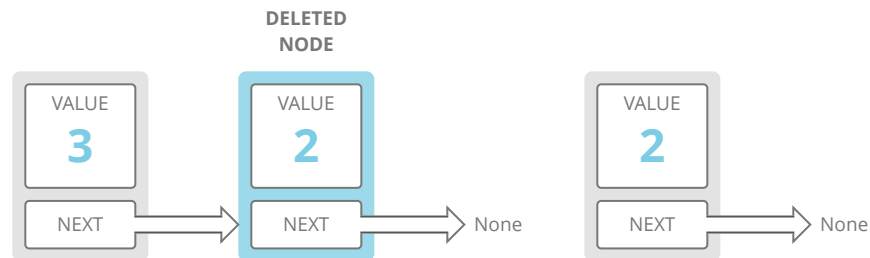 DELETED
NODE
VALUE
3
NEXT
VALUE
2
NEXT
None
VALUE
2
NEXT
None